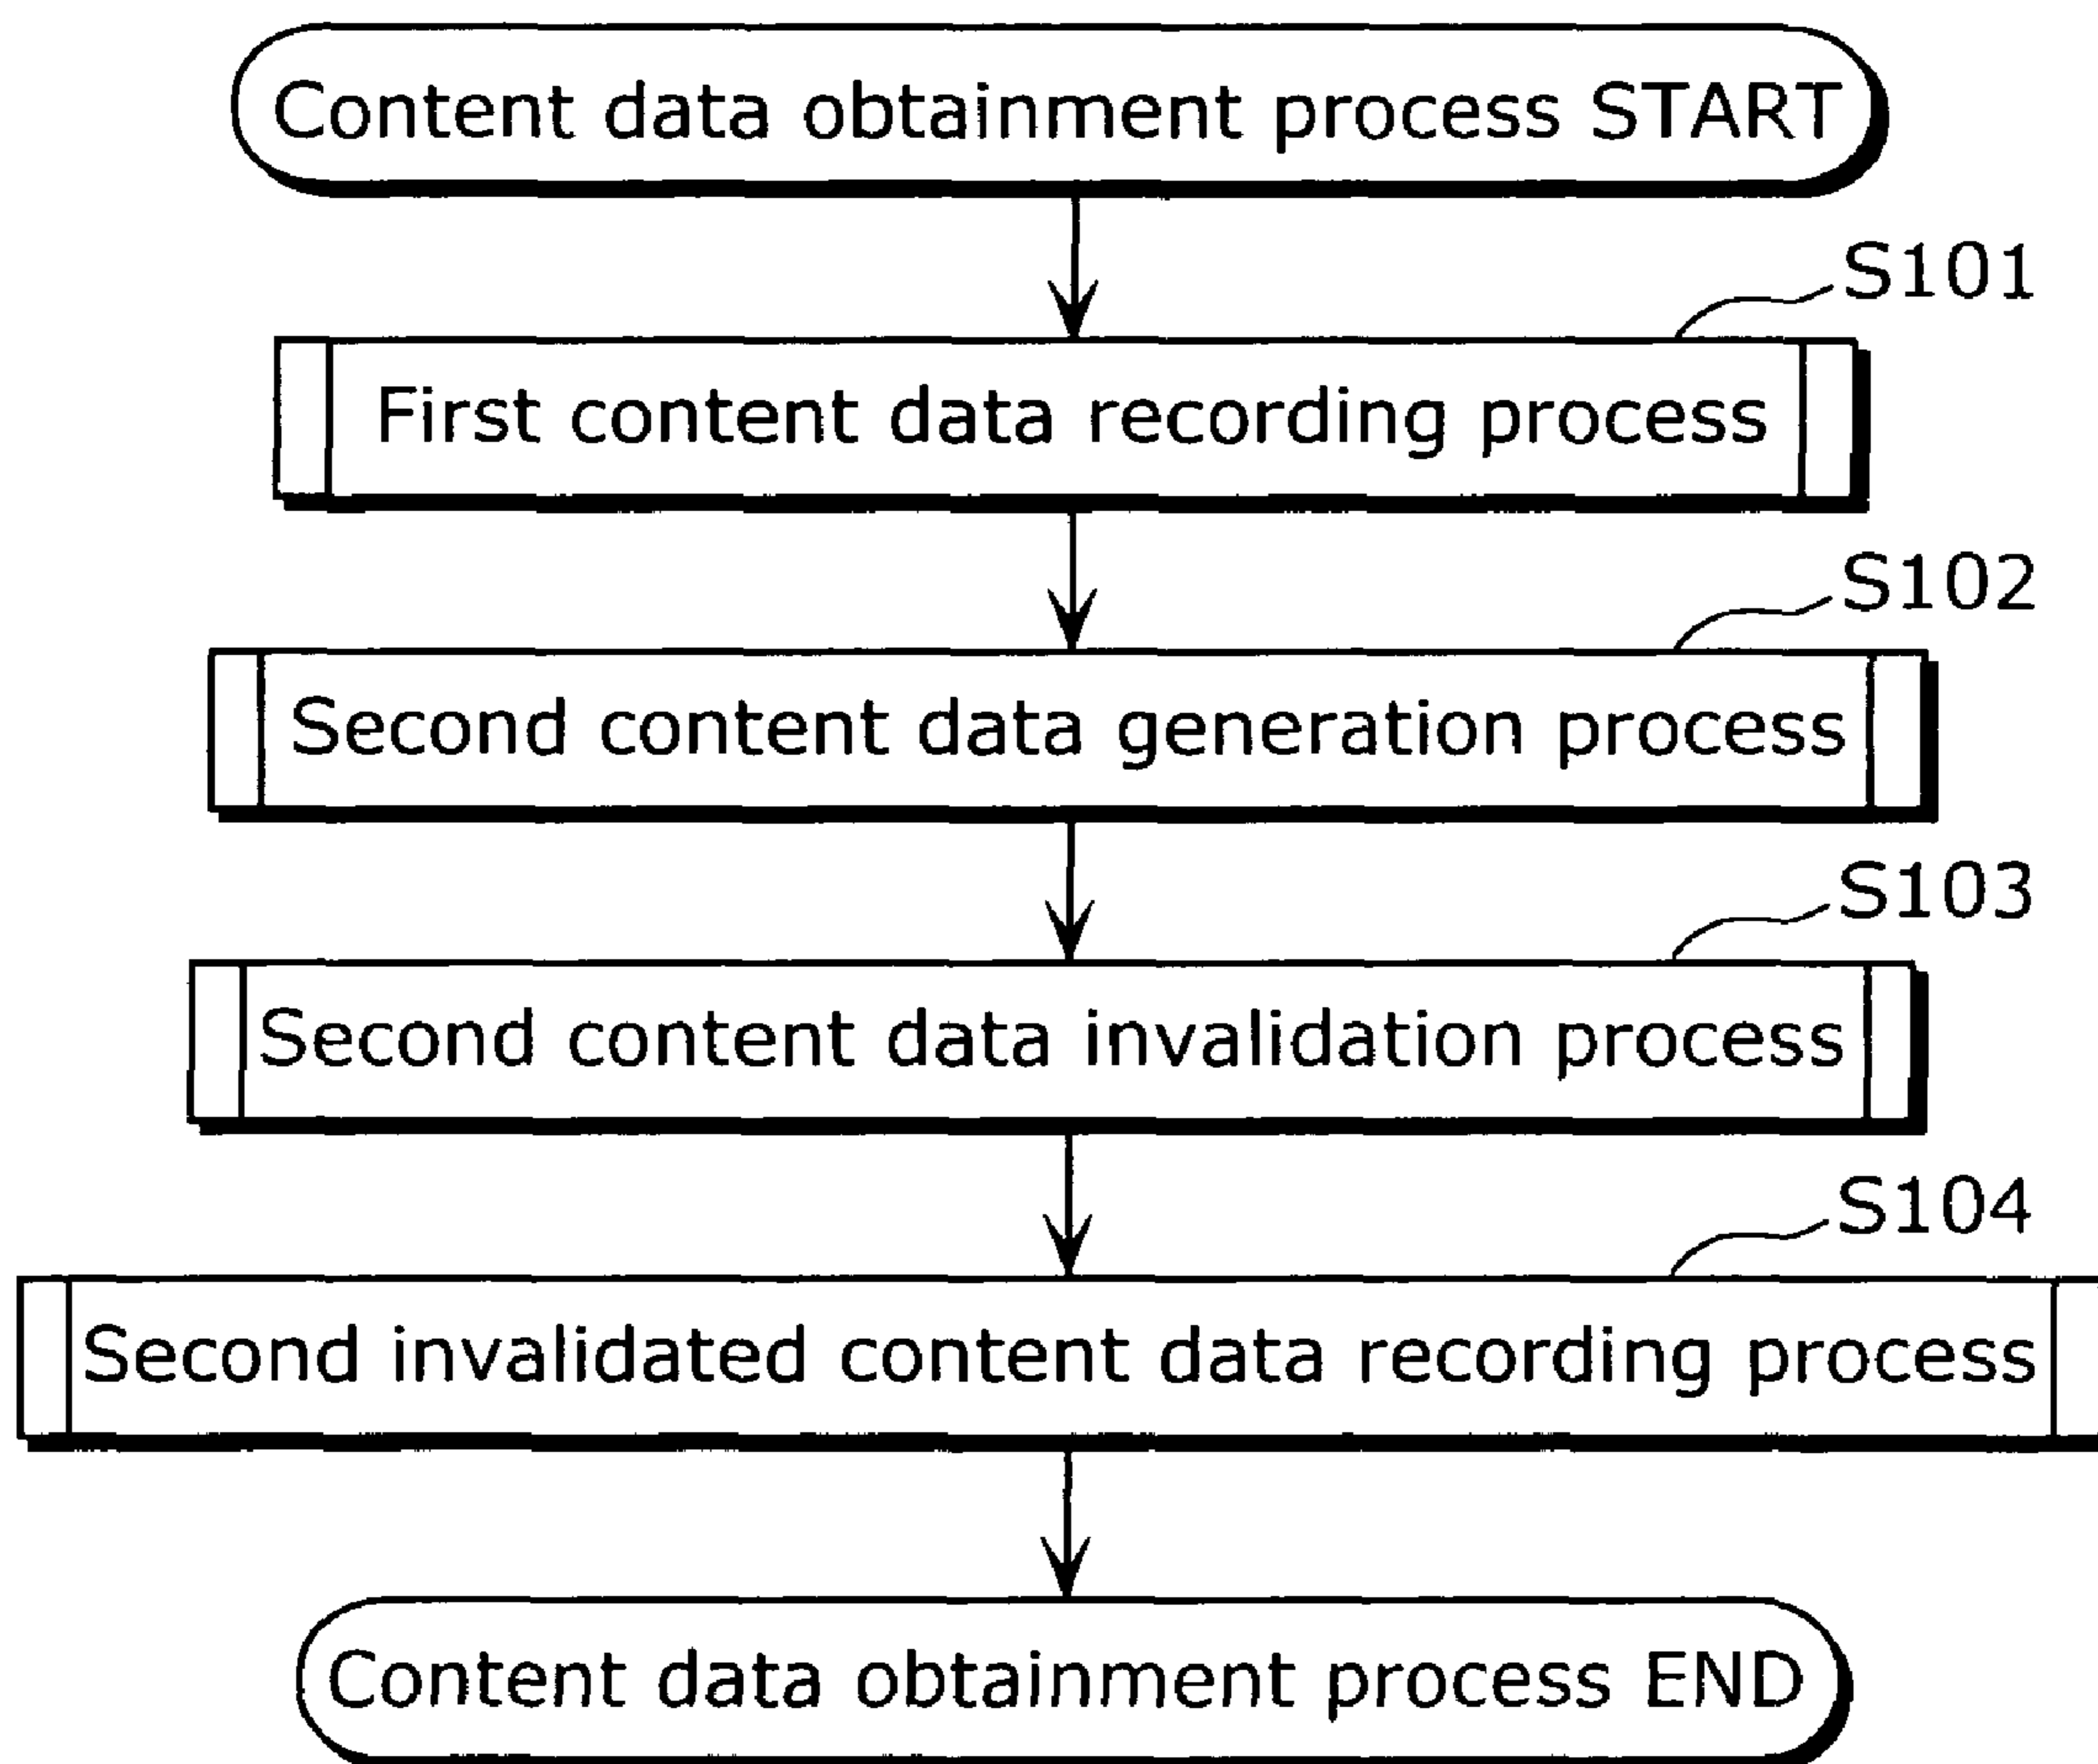 Content data obtainment process START
S101
First content data recording process
S102
Second content data generation process
S103
Second content data invalidation process
S104
Second invalidated content data recording process
Content data obtainment process END